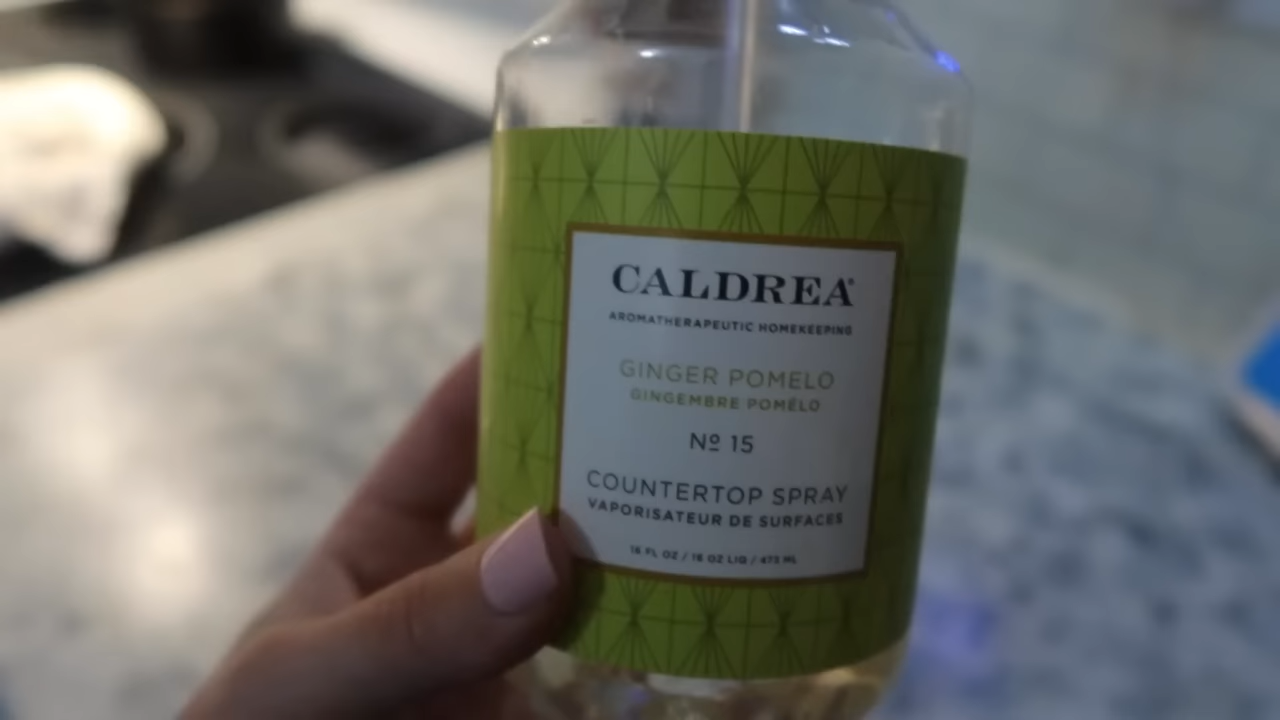 CALDREA®
AROMATHERAPEUTIC HOMEKEEPING
GINGER POMELO
GINGEMBRE POMÉLO
Nº 15
COUNTERTOP SPRAY
VAPORISATEUR DE SURFACES
16 FL OZ / 16 OZ LIQ / 473 ML